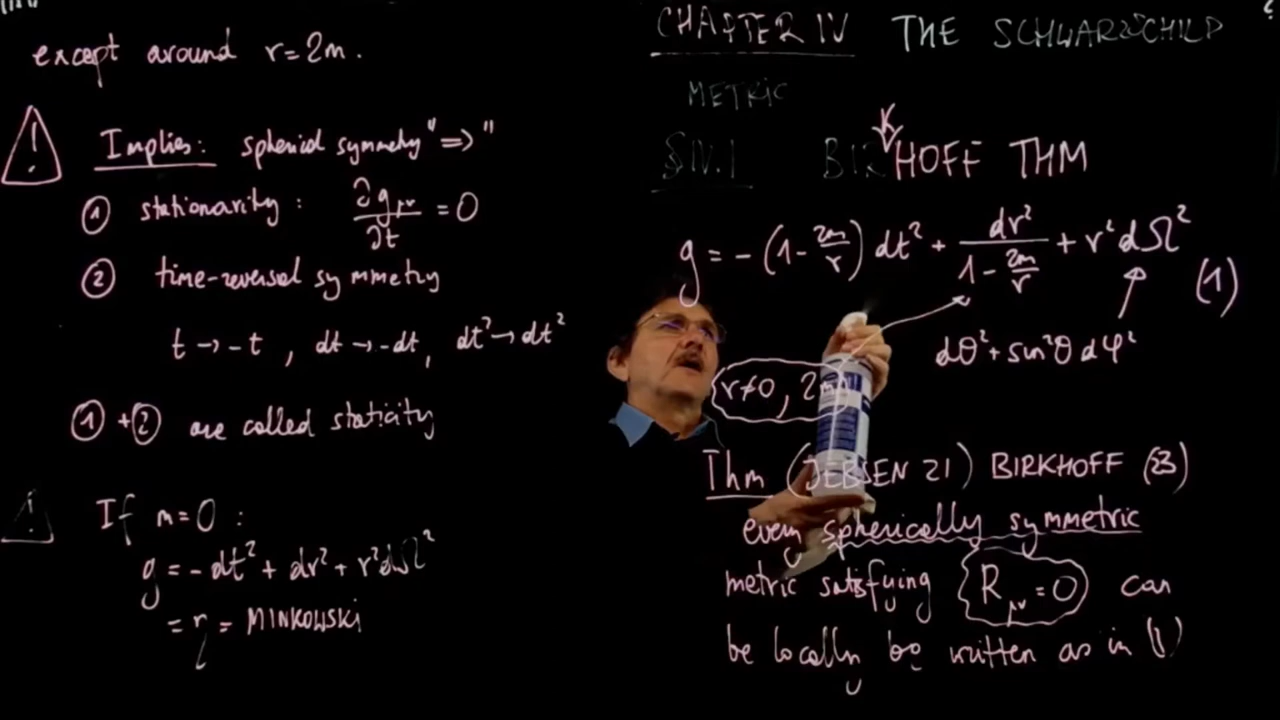 except around r=2m.
⚠ Implies: spherical symmetry "=>"
① stationarity: ∂g_μν/∂t = 0
② time-reversal symmetry
t → -t, dt → -dt, dt² → dt²
① + ② are called staticity
⚠ If m=0:
g = -dt² + dr² + r²dΩ²
= η = MINKOWSKI
CHAPTER IV THE SCHWARZSCHILD
METRIC
§IV.1 BIRKHOFF THM
g = -(1-2m/r) dt² + dr²/(1-2m/r) + r²dΩ² (1)
dθ² + sin²θ dφ²
r≠0, 2m
Thm (JEBSEN 21) BIRKHOFF (23)
every spherically symmetric
metric satisfying R_μν = 0 can
be locally be written as in (1)